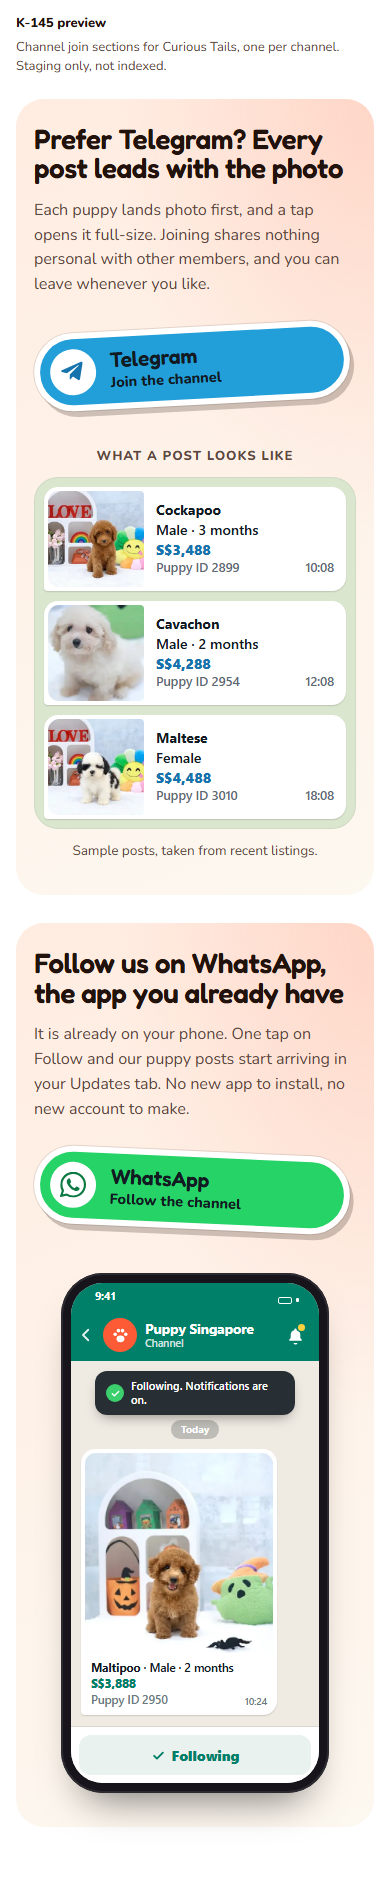 K-145 preview
Channel join sections for Curious Tails, one per channel.
Staging only, not indexed.
Prefer Telegram? Every
post leads with the photo
Each puppy lands photo first, and a tap
opens it full-size. Joining shares nothing
personal with other members, and you can
leave whenever you like.
Telegram
Join the channel
WHAT A POST LOOKS LIKE
LOVE
Cockapoo
Male · 3 months
S$3,488
Puppy ID 2899 10:08
Cavachon
Male · 2 months
S$4,288
Puppy ID 2954 12:08
LOVE
Maltese
Female
S$4,488
Puppy ID 3010 18:08
Sample posts, taken from recent listings.
Follow us on WhatsApp,
the app you already have
It is already on your phone. One tap on
Follow and our puppy posts start arriving in
your Updates tab. No new app to install, no
new account to make.
WhatsApp
Follow the channel
9:41
Puppy Singapore
Channel
Following. Notifications are
on.
Today
Maltipoo · Male · 2 months
S$3,888
Puppy ID 2950 10:24
Following